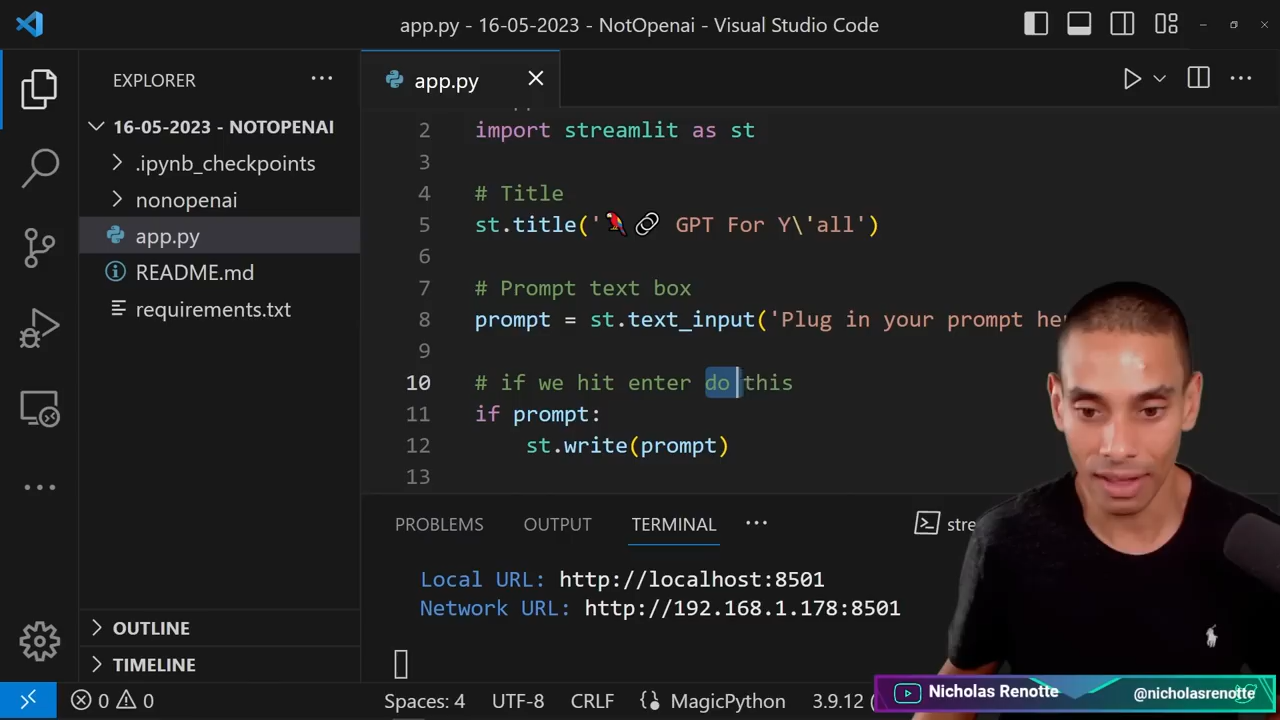 app.py - 16-05-2023 - NotOpenai - Visual Studio Code
EXPLORER
app.py
16-05-2023 - NOTOPENAI
.ipynb_checkpoints
nonopenai
app.py
README.md
requirements.txt
OUTLINE
TIMELINE
2 import streamlit as st
3
4 # Title
5 st.title('🦜🔗 GPT For Y\'all')
6
7 # Prompt text box
8 prompt = st.text_input('Plug in your prompt
9
10 # if we hit enter do this
11 if prompt:
12 st.write(prompt)
13
PROBLEMS OUTPUT TERMINAL
Local URL: http://localhost:8501
Network URL: http://192.168.1.178:8501
0 0 Spaces: 4 UTF-8 CRLF {} MagicPython 3.9.12
Nicholas Renotte @nicholasrenotte